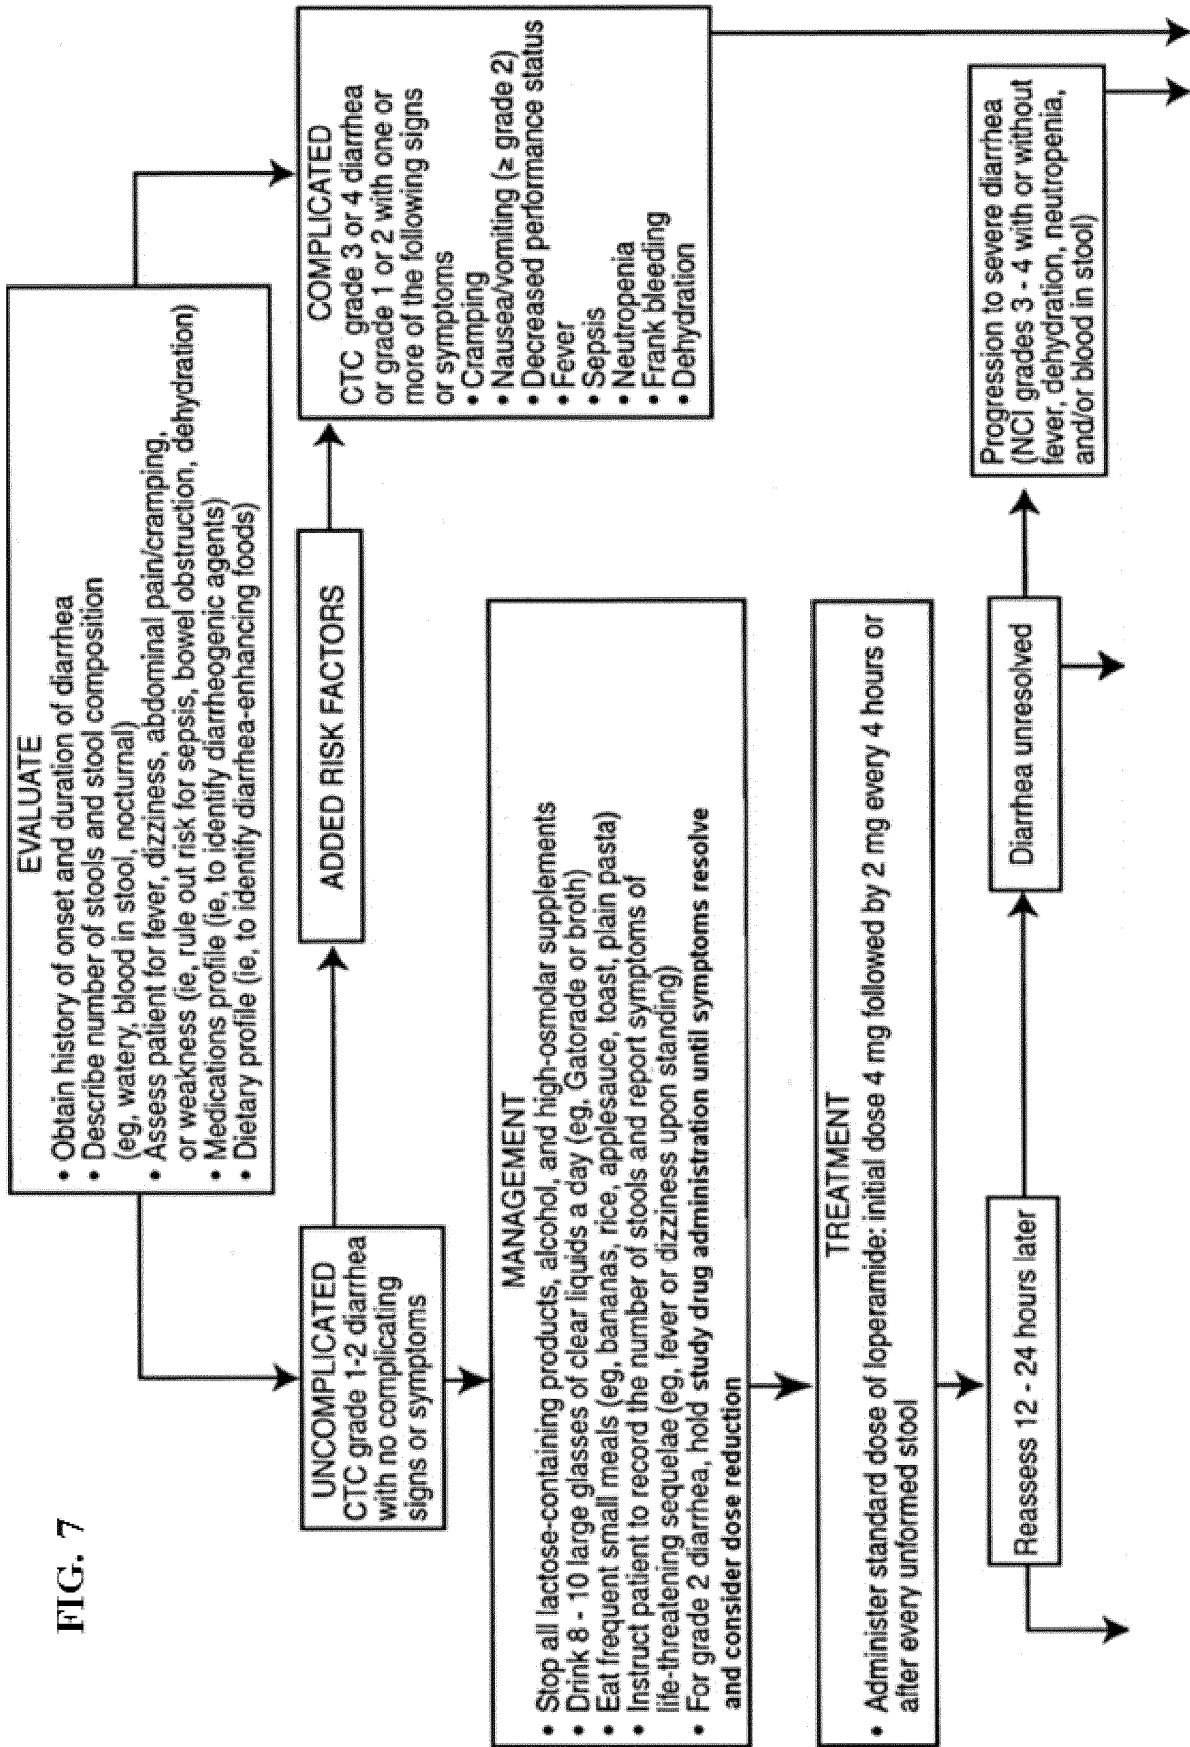 FIG. 7
EVALUATE
• Obtain history of onset and duration of diarrhea
• Describe number of stools and stool composition
(eg, watery, blood in stool, nocturnal)
• Assess patient for fever, dizziness, abdominal pain/cramping,
or weakness (ie, rule out risk for sepsis, bowel obstruction, dehydration)
• Medications profile (ie, to identify diarrheogenic agents)
• Dietary profile (ie, to identify diarrhea-enhancing foods)
UNCOMPLICATED
CTC grade 1-2 diarrhea
with no complicating
signs or symptoms
ADDED RISK FACTORS
COMPLICATED
CTC grade 3 or 4 diarrhea
or grade 1 or 2 with one or
more of the following signs
or symptoms
• Cramping
• Nausea/vomiting (≥ grade 2)
• Decreased performance status
• Fever
• Sepsis
• Neutropenia
• Frank bleeding
• Dehydration
MANAGEMENT
• Stop all lactose-containing products, alcohol, and high-osmolar supplements
• Drink 8 - 10 large glasses of clear liquids a day (eg, Gatorade or broth)
• Eat frequent small meals (eg, bananas, rice, applesauce, toast, plain pasta)
• Instruct patient to record the number of stools and report symptoms of
life-threatening sequelae (eg, fever or dizziness upon standing)
• For grade 2 diarrhea, hold study drug administration until symptoms resolve
and consider dose reduction
TREATMENT
• Administer standard dose of loperamide: initial dose 4 mg followed by 2 mg every 4 hours or
after every unformed stool
Reassess 12 - 24 hours later
Diarrhea unresolved
Progression to severe diarrhea
(NCI grades 3 - 4 with or without
fever, dehydration, neutropenia,
and/or blood in stool)